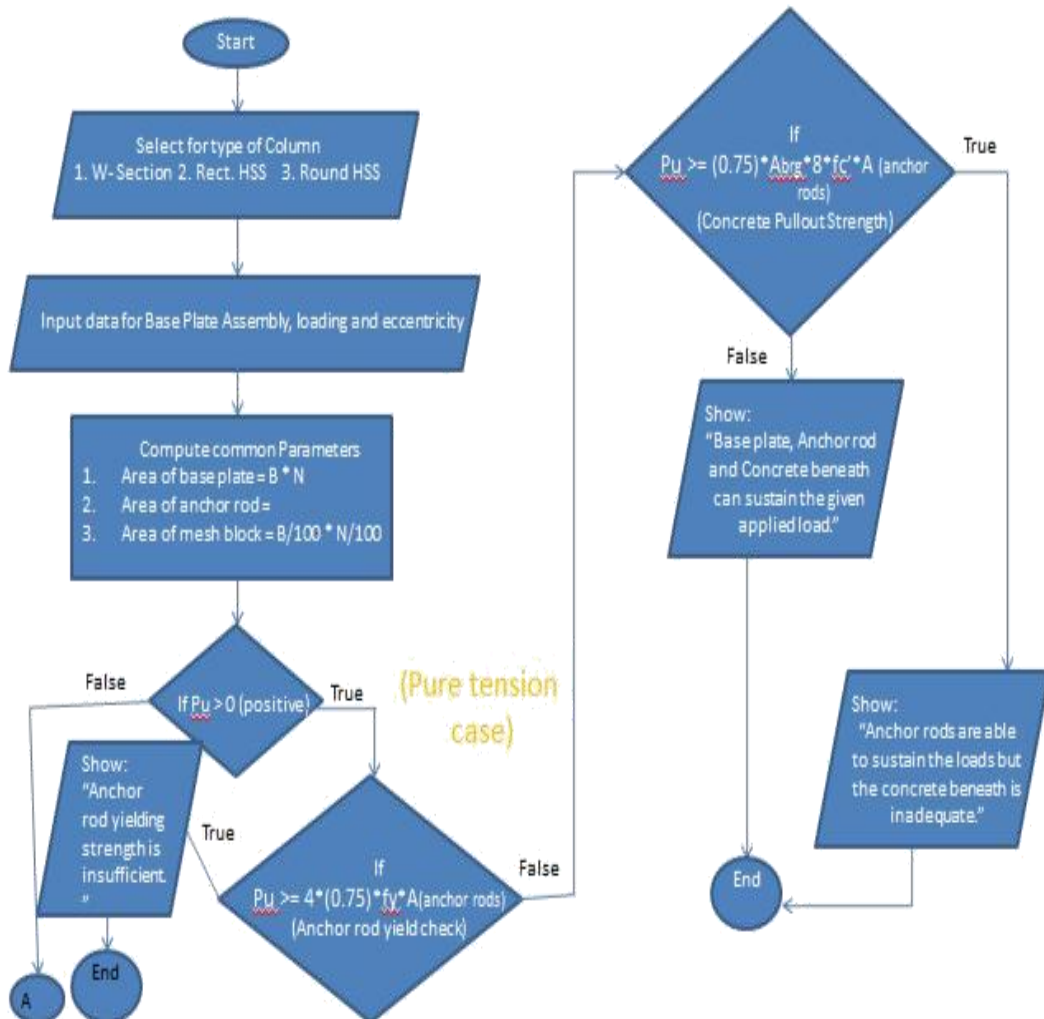 Start
Select for type of Column
1. W- Section 2. Rect. HSS 3. Round HSS
Input data for Base Plate Assembly, loading and eccentricity
Compute common Parameters
1. Area of base plate = B * N
2. Area of anchor rod =
3. Area of mesh block = B/100 * N/100
If Pu > 0 (positive)
False
True
(Pure tension
case)
Show:
"Anchor
rod yielding
strength is
insufficient.
"
True
End
A
If
Pu >= 4*(0.75)*fy*A(anchor rods)
(Anchor rod yield check)
False
If
Pu >= (0.75)*Abrg*8*fc'*A (anchor
rods)
(Concrete Pullout Strength)
True
False
Show:
"Base plate, Anchor rod
and Concrete beneath
can sustain the given
applied load."
Show:
"Anchor rods are able
to sustain the loads but
the concrete beneath is
inadequate."
End